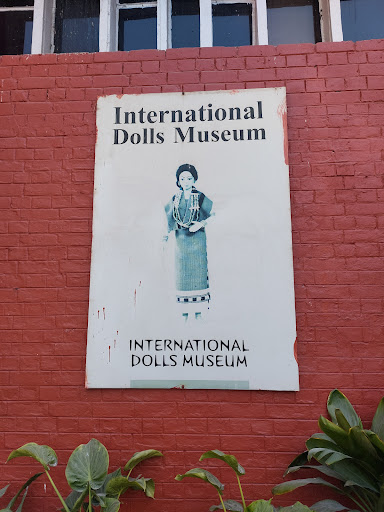 International
Dolls Museum
INTERNATIONAL
DOLLS MUSEUM